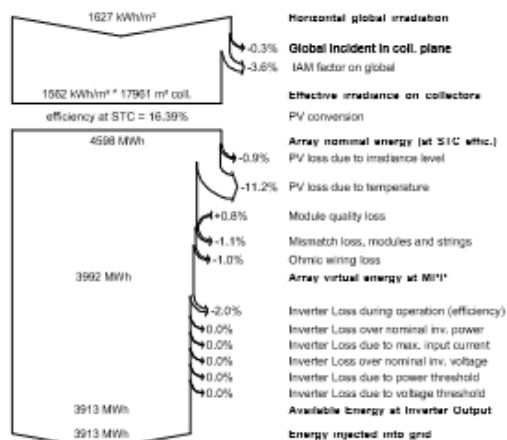 1627 kWh/m² Horizontal global irradiation
-0.3% Global incident in coll. plane
-3.6% IAM factor on global
1562 kWh/m² * 17961 m² coll. Effective irradiance on collectors
efficiency at STC = 16.39% PV conversion
4598 MWh Array nominal energy (at STC effic.)
-0.9% PV loss due to irradiance level
-11.2% PV loss due to temperature
+0.8% Module quality loss
-1.1% Mismatch loss, modules and strings
-1.0% Ohmic wiring loss
3992 MWh Array virtual energy at MPP
-2.0% Inverter Loss during operation (efficiency)
0.0% Inverter Loss over nominal inv. power
0.0% Inverter Loss due to max. input current
0.0% Inverter Loss over nominal inv. voltage
0.0% Inverter Loss due to power threshold
0.0% Inverter Loss due to voltage threshold
3913 MWh Available Energy at Inverter Output
3913 MWh Energy injected into grid